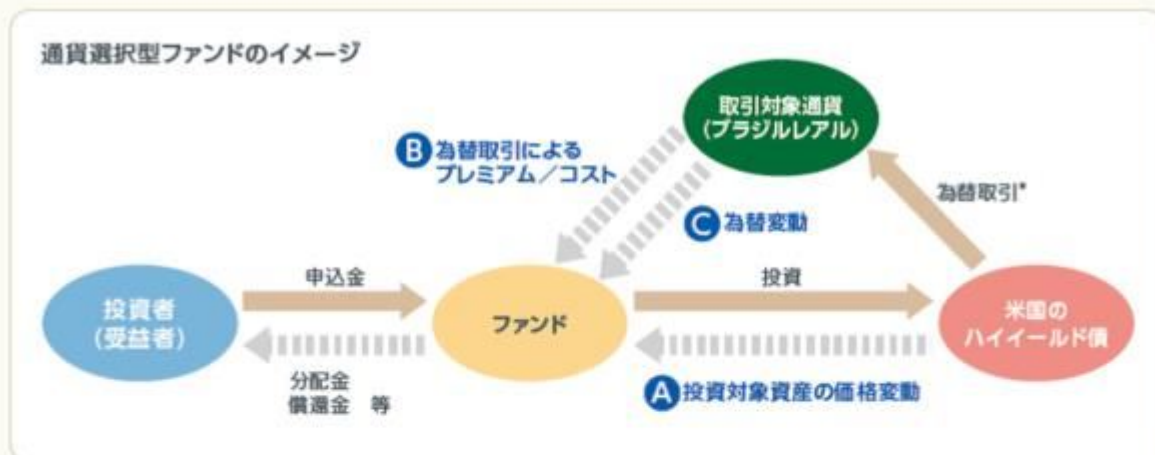 通貨選択型ファンドのイメージ
取引対象通貨
(ブラジルレアル)
B 為替取引による
プレミアム／コスト
為替取引*
C 為替変動
申込金
投資
投資者
(受益者)
ファンド
米国の
ハイイールド債
分配金
償還金 等
A 投資対象資産の価格変動